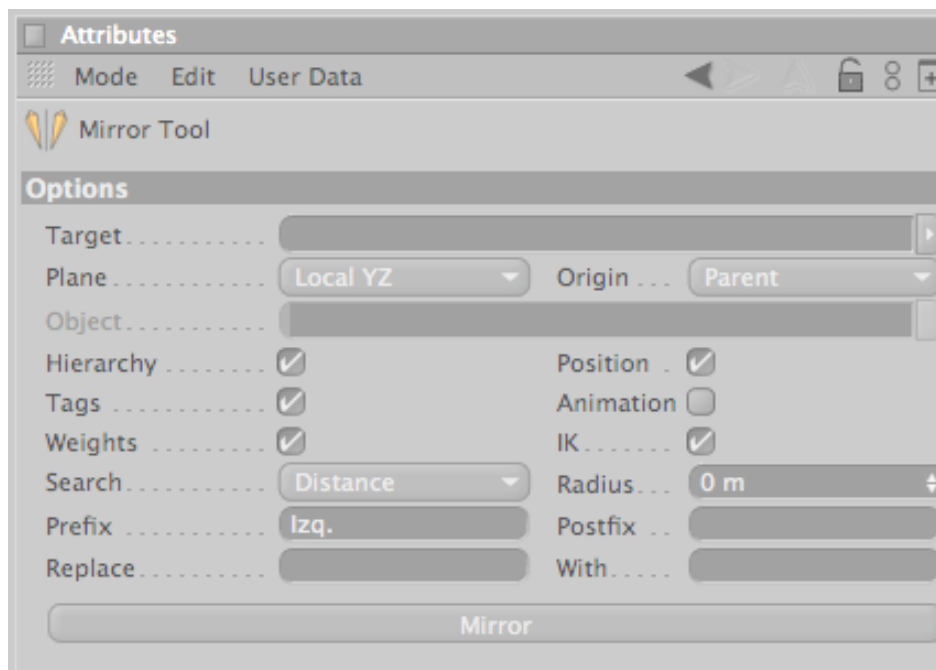 Attributes
Mode Edit User Data
Mirror Tool
Options
Target
Plane Local YZ Origin Parent
Object
Hierarchy Position
Tags Animation
Weights IK
Search Distance Radius 0 m
Prefix Izq. Postfix
Replace With
Mirror